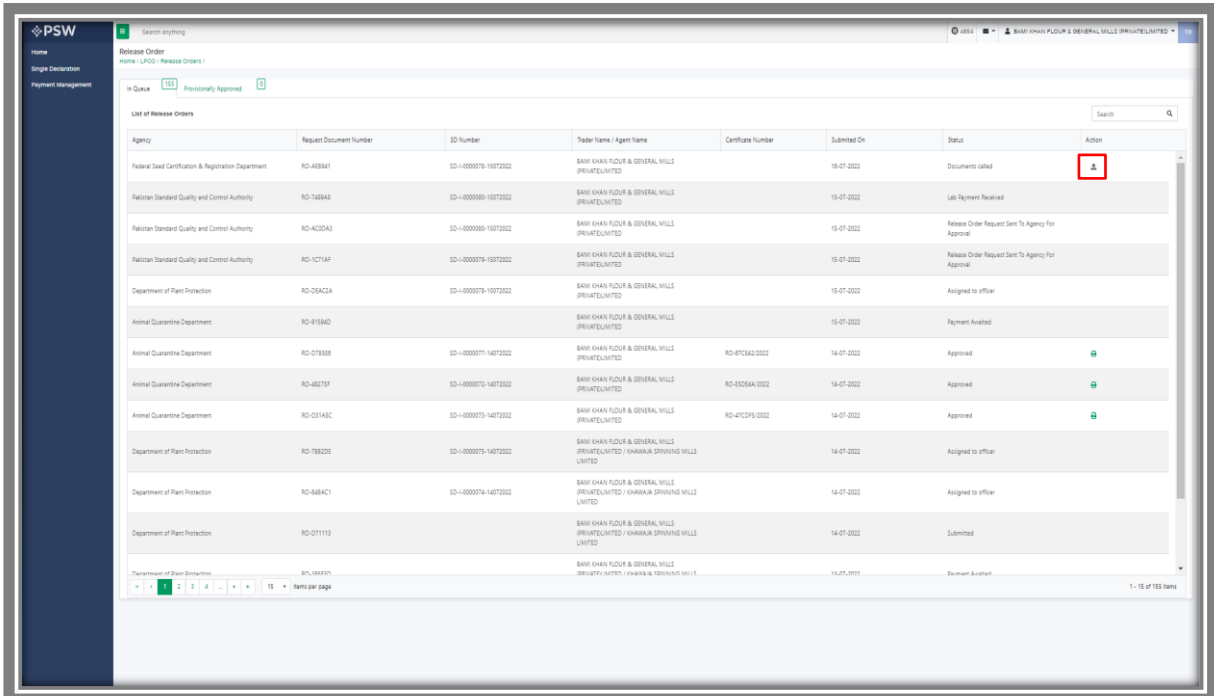 PSW
Search anything
4854
BAMI KHAN FLOUR & GENERAL MILLS (PRIVATE)LIMITED
TR
Home
Single Declaration
Payment Management
Release Order
Home / LPCO / Release Orders /
In Queue 155 Provisionally Approved 0
List of Release Orders
Search
Agency Request Document Number SD Number Trader Name / Agent Name Certificate Number Submited On Status Action
Federal Seed Certification & Registration Department SD-I-0000078-15072022 BAMI KHAN FLOUR & GENERAL MILLS (PRIVATE)LIMITED 16-07-2022 Documents called
Pakistan Standard Quality and Control Authority RO-7489A8 SD-I-0000080-15072022 BAMI KHAN FLOUR & GENERAL MILLS (PRIVATE)LIMITED 15-07-2022 Lab Payment Received
Pakistan Standard Quality and Control Authority SD-I-0000080-15072022 BAMI KHAN FLOUR & GENERAL MILLS (PRIVATE)LIMITED 15-07-2022 Release Order Request Sent To Agency For Approval
Pakistan Standard Quality and Control Authority RO-1C71AF SD-I-0000079-15072022 BAMI KHAN FLOUR & GENERAL MILLS (PRIVATE)LIMITED 15-07-2022 Release Order Request Sent To Agency For Approval
Department of Plant Protection SD-I-0000078-15072022 BAMI KHAN FLOUR & GENERAL MILLS (PRIVATE)LIMITED 15-07-2022 Assigned to officer
Animal Quarantine Department RO-91594D BAMI KHAN FLOUR & GENERAL MILLS (PRIVATE)LIMITED 15-07-2022 Payment Awaited
Animal Quarantine Department SD-I-0000077-14072022 BAMI KHAN FLOUR & GENERAL MILLS (PRIVATE)LIMITED 14-07-2022 Approved
Animal Quarantine Department RO-48275F SD-I-0000072-14072022 BAMI KHAN FLOUR & GENERAL MILLS (PRIVATE)LIMITED 14-07-2022 Approved
Animal Quarantine Department RO-D31A5C SD-I-0000073-14072022 BAMI KHAN FLOUR & GENERAL MILLS (PRIVATE)LIMITED RO-47CDF5/2022 14-07-2022 Approved
Department of Plant Protection RO-7B82DE SD-I-0000075-14072022 BAMI KHAN FLOUR & GENERAL MILLS (PRIVATE)LIMITED / KHAWAJA SPINNING MILLS LIMITED 14-07-2022 Assigned to officer
Department of Plant Protection RO-64BAC1 SD-I-0000074-14072022 BAMI KHAN FLOUR & GENERAL MILLS (PRIVATE)LIMITED / KHAWAJA SPINNING MILLS LIMITED 14-07-2022 Assigned to officer
Department of Plant Protection RO-D71113 BAMI KHAN FLOUR & GENERAL MILLS (PRIVATE)LIMITED / KHAWAJA SPINNING MILLS LIMITED 14-07-2022 Submitted
Department of Plant Protection BAMI KHAN FLOUR & GENERAL MILLS (PRIVATE)LIMITED / KHAWAJA SPINNING MILLS 14-07-2022 Payment Awaited
1 2 3 4 ... 15 items per page 1 - 15 of 155 items